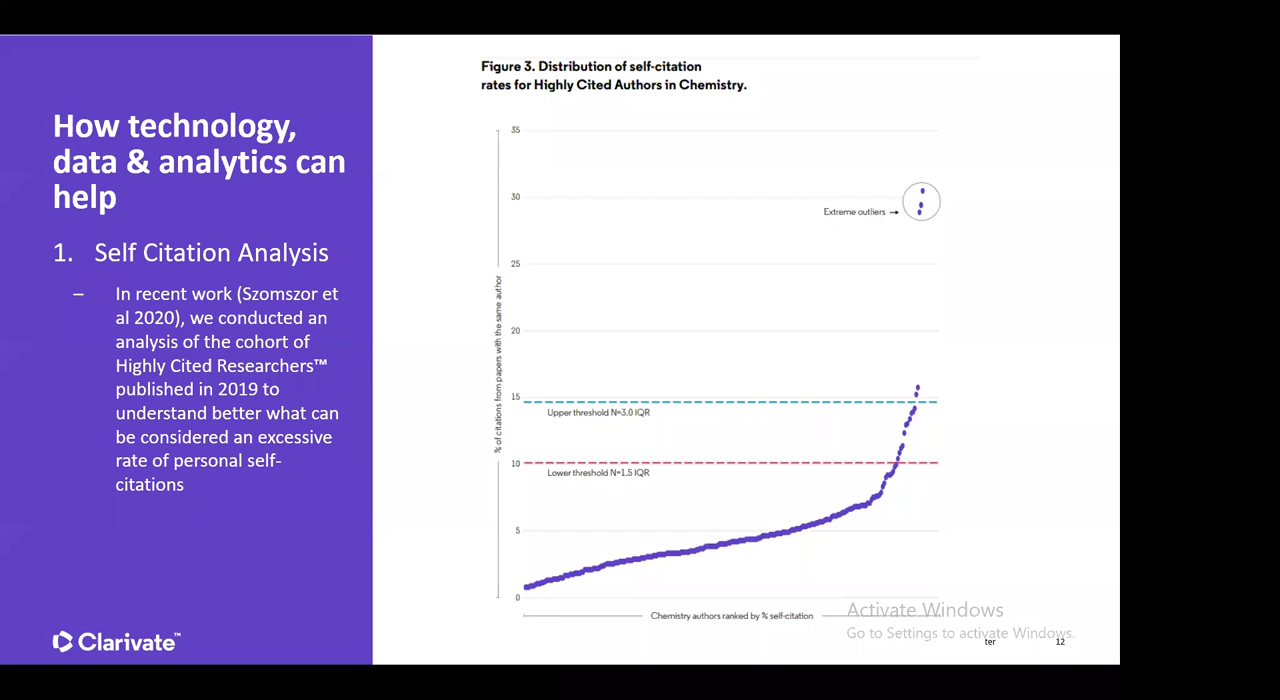 How technology,
data & analytics can
help
1. Self Citation Analysis
– In recent work (Szomszor et
al 2020), we conducted an
analysis of the cohort of
Highly Cited Researchers™
published in 2019 to
understand better what can
be considered an excessive
rate of personal self-
citations
Clarivate™
Figure 3. Distribution of self-citation
rates for Highly Cited Authors in Chemistry.
% of citations from papers with the same author
35
30
25
20
15
10
5
0
Extreme outliers →
Upper threshold N=3.0 IQR
Lower threshold N=1.5 IQR
Chemistry authors ranked by % self-citation
Activate Windows
Go to Settings to activate Windows.
ter
12